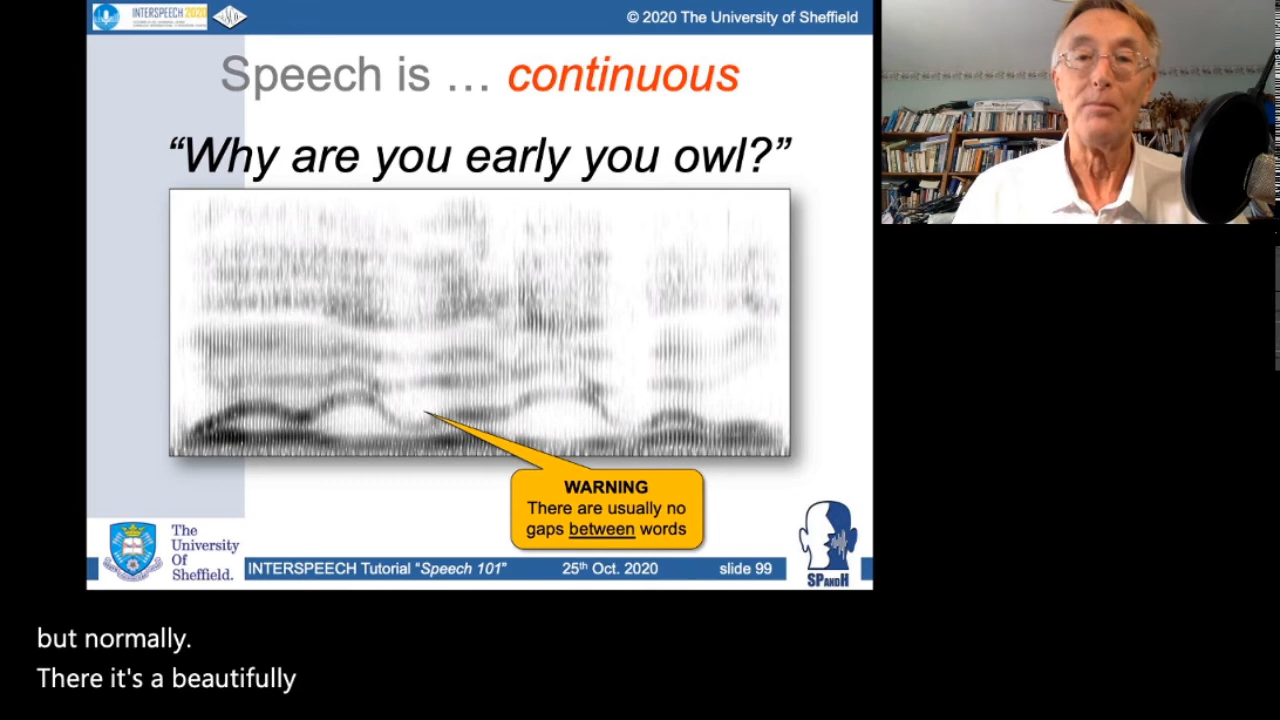 INTERSPEECH 2020
© 2020 The University of Sheffield
Speech is … continuous
“Why are you early you owl?”
WARNING
There are usually no
gaps between words
The
University
Of
Sheffield.
INTERSPEECH Tutorial “Speech 101”
25th Oct. 2020
slide 99
SPANDH
but normally.
There it's a beautifully